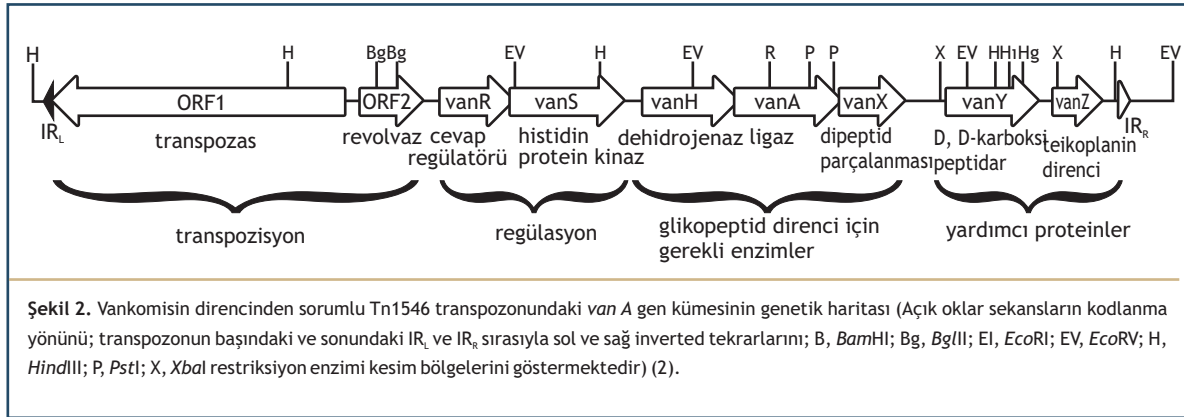 H H BgBg EV H EV R P P X EV HH₁Hg X H EV
ORF1 ORF2 vanR vanS vanH vanA vanX vanY vanZ
IRL IRR
transpozas revolvaz cevap regülatörü histidin protein kinaz dehidrojenaz ligaz dipeptid parçalanması D, D-karboksi peptidar teikoplanin direnci
transpozisyon regülasyon glikopeptid direnci için gerekli enzimler yardımcı proteinler
Şekil 2. Vankomisin direncinden sorumlu Tn1546 transpozonundaki van A gen kümesinin genetik haritası (Açık oklar sekansların kodlanma
yönünü; transpozonun başındaki ve sonundaki IRL ve IRR sırasıyla sol ve sağ inverted tekrarlarını; B, BamHI; Bg, BglII; EI, EcoRI; EV, EcoRV; H,
HindIII; P, PstI; X, XbaI restriksiyon enzimi kesim bölgelerini göstermektedir) (2).